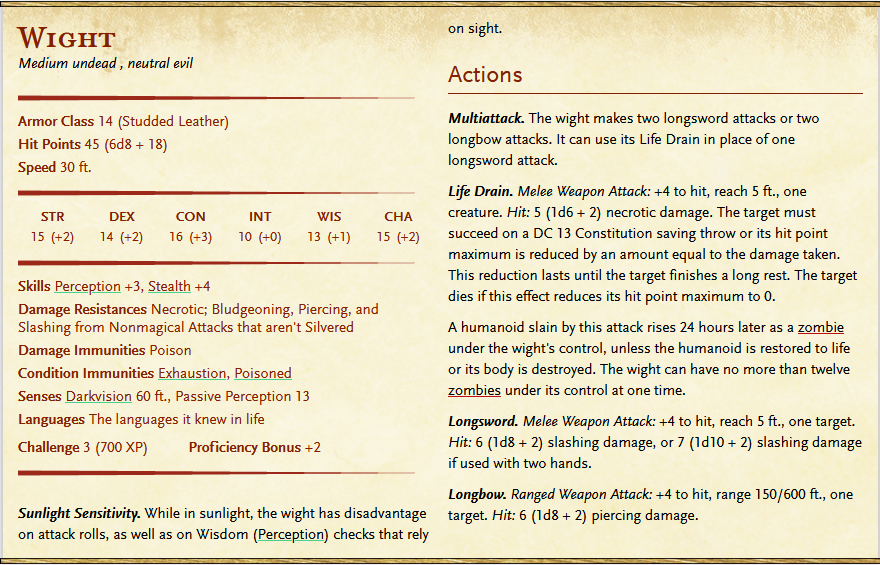 Wight
Medium undead , neutral evil
Armor Class 14 (Studded Leather)
Hit Points 45 (6d8 + 18)
Speed 30 ft.
STR DEX CON INT WIS CHA
15 (+2) 14 (+2) 16 (+3) 10 (+0) 13 (+1) 15 (+2)
Skills Perception +3, Stealth +4
Damage Resistances Necrotic; Bludgeoning, Piercing, and
Slashing from Nonmagical Attacks that aren't Silvered
Damage Immunities Poison
Condition Immunities Exhaustion, Poisoned
Senses Darkvision 60 ft., Passive Perception 13
Languages The languages it knew in life
Challenge 3 (700 XP) Proficiency Bonus +2
Sunlight Sensitivity. While in sunlight, the wight has disadvantage
on attack rolls, as well as on Wisdom (Perception) checks that rely
on sight.
Actions
Multiattack. The wight makes two longsword attacks or two
longbow attacks. It can use its Life Drain in place of one
longsword attack.
Life Drain. Melee Weapon Attack: +4 to hit, reach 5 ft., one
creature. Hit: 5 (1d6 + 2) necrotic damage. The target must
succeed on a DC 13 Constitution saving throw or its hit point
maximum is reduced by an amount equal to the damage taken.
This reduction lasts until the target finishes a long rest. The target
dies if this effect reduces its hit point maximum to 0.
A humanoid slain by this attack rises 24 hours later as a zombie
under the wight's control, unless the humanoid is restored to life
or its body is destroyed. The wight can have no more than twelve
zombies under its control at one time.
Longsword. Melee Weapon Attack: +4 to hit, reach 5 ft., one target.
Hit: 6 (1d8 + 2) slashing damage, or 7 (1d10 + 2) slashing damage
if used with two hands.
Longbow. Ranged Weapon Attack: +4 to hit, range 150/600 ft., one
target. Hit: 6 (1d8 + 2) piercing damage.